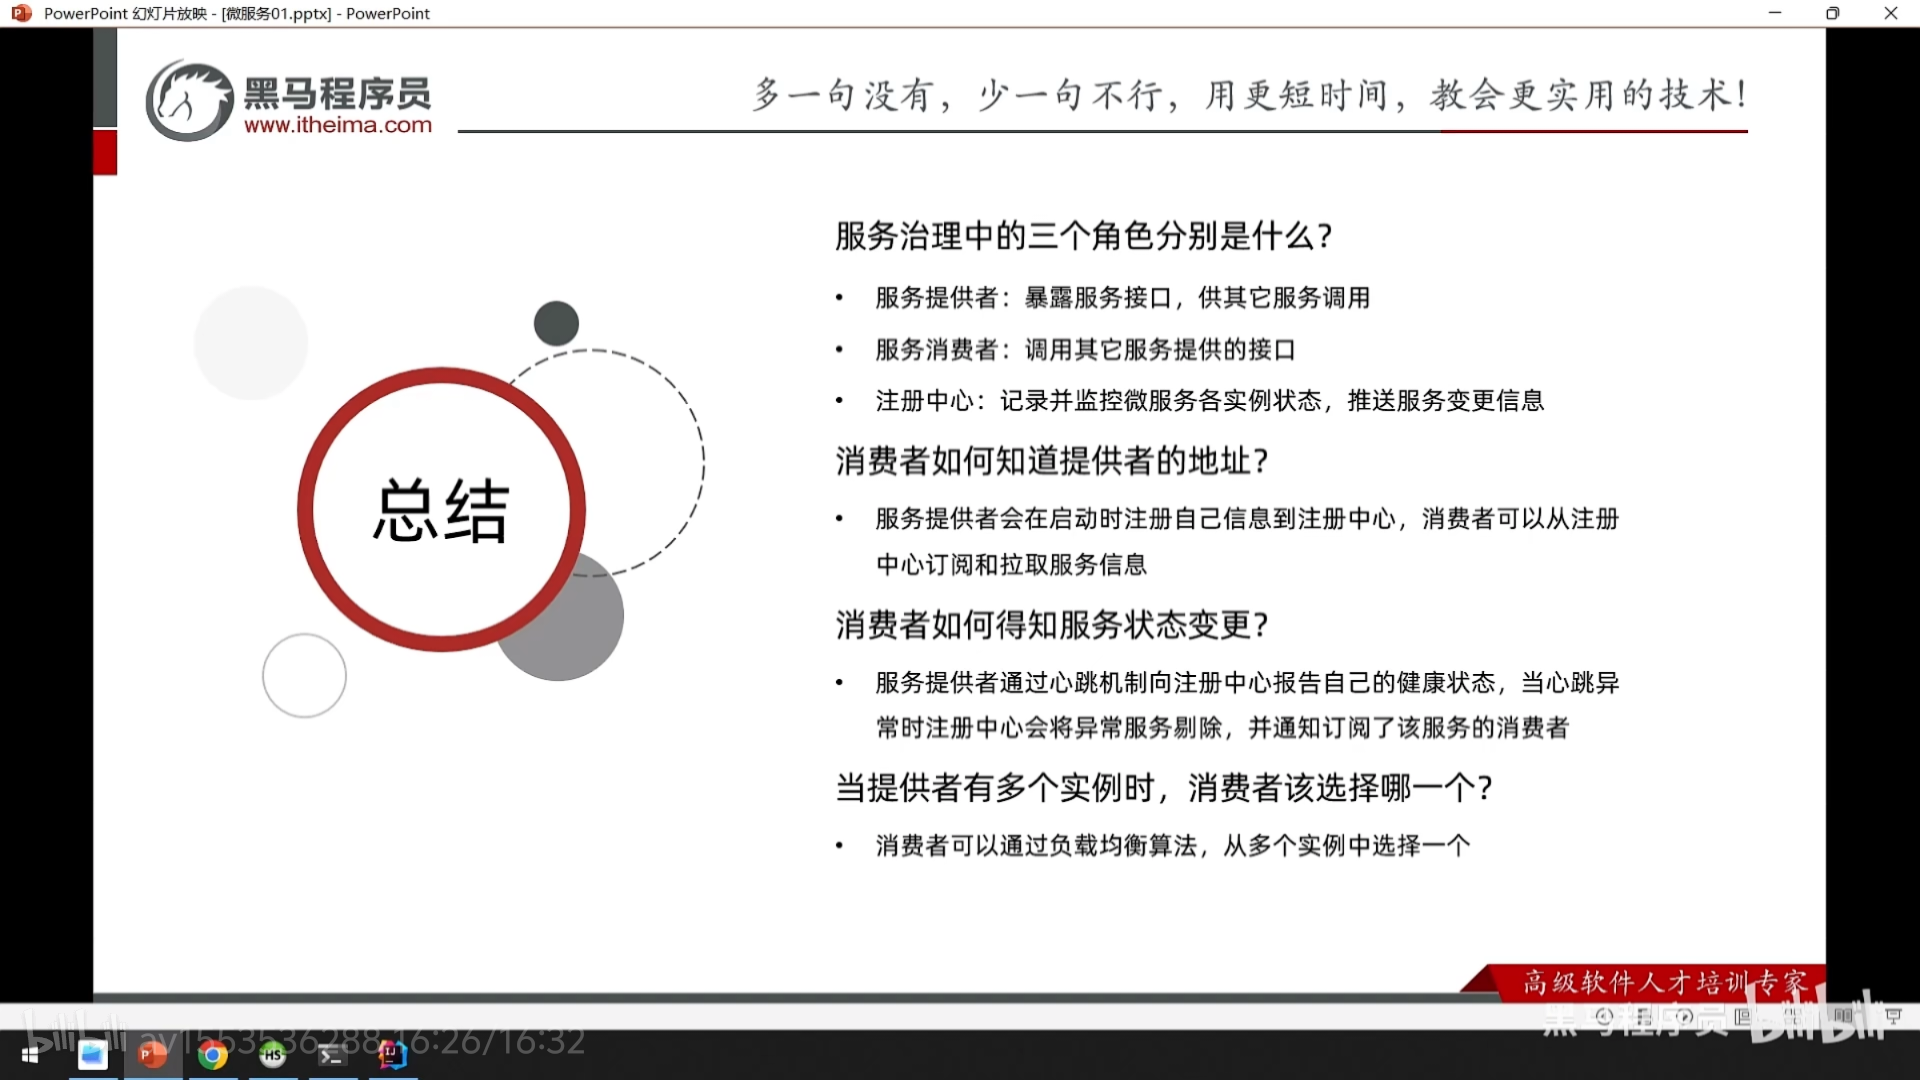 PowerPoint 幻灯片放映 - [微服务01.pptx] - PowerPoint
黑马程序员
www.itheima.com
多一句没有，少一句不行，用更短时间，教会更实用的技术！
总结
服务治理中的三个角色分别是什么？
• 服务提供者：暴露服务接口，供其它服务调用
• 服务消费者：调用其它服务提供的接口
• 注册中心：记录并监控微服务各实例状态，推送服务变更信息
消费者如何知道提供者的地址？
• 服务提供者会在启动时注册自己信息到注册中心，消费者可以从注册
中心订阅和拉取服务信息
消费者如何得知服务状态变更？
• 服务提供者通过心跳机制向注册中心报告自己的健康状态，当心跳异
常时注册中心会将异常服务剔除，并通知订阅了该服务的消费者
当提供者有多个实例时，消费者该选择哪一个？
• 消费者可以通过负载均衡算法，从多个实例中选择一个
高级软件人才培训专家
黑马程序员 bilibili
bilibili 16:26/16:32